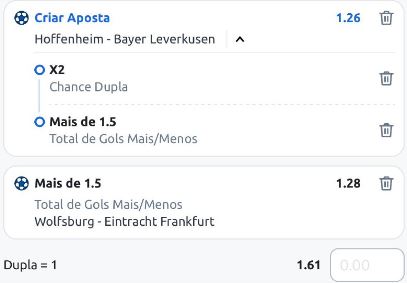 Criar Aposta 1.26
Hoffenheim - Bayer Leverkusen
X2
Chance Dupla
Mais de 1.5
Total de Gols Mais/Menos
Mais de 1.5 1.28
Total de Gols Mais/Menos
Wolfsburg - Eintracht Frankfurt
Dupla = 1 1.61 0.00